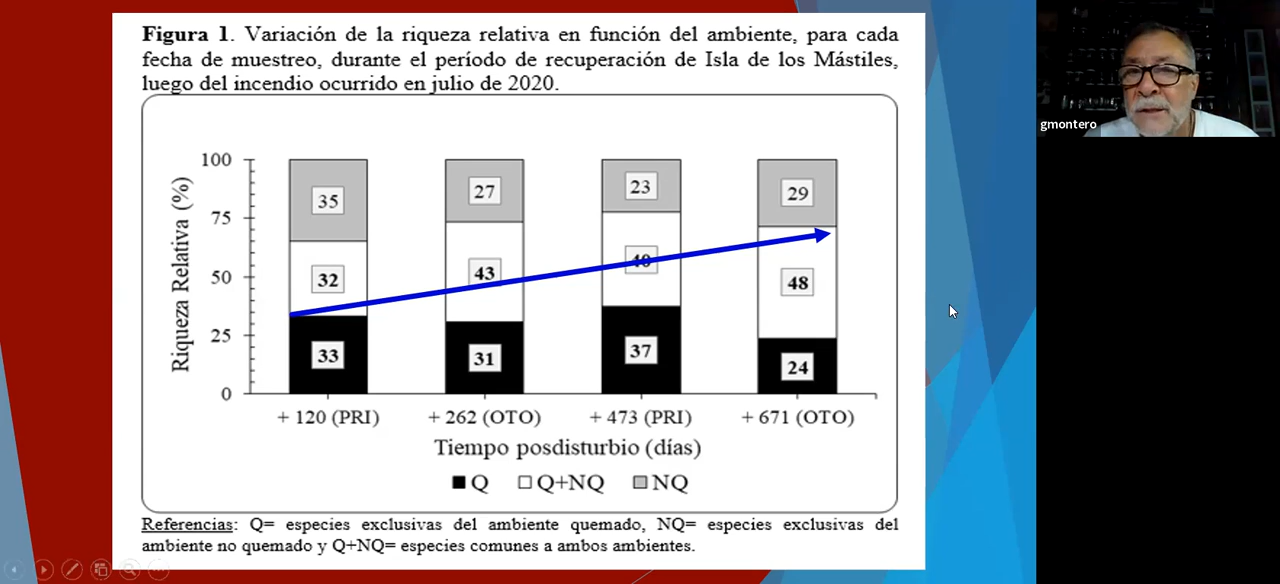 Figura 1. Variación de la riqueza relativa en función del ambiente, para cada
fecha de muestreo, durante el período de recuperación de Isla de los Mástiles,
luego del incendio ocurrido en julio de 2020.
gmontero
Riqueza Relativa (%)
100
75
50
25
0
35
32
33
27
43
31
23
40
37
29
48
24
+ 120 (PRI)
+ 262 (OTO)
+ 473 (PRI)
+ 671 (OTO)
Tiempo posdisturbio (días)
Q
Q+NQ
NQ
Referencias: Q= especies exclusivas del ambiente quemado, NQ= especies exclusivas del
ambiente no quemado y Q+NQ= especies comunes a ambos ambientes.